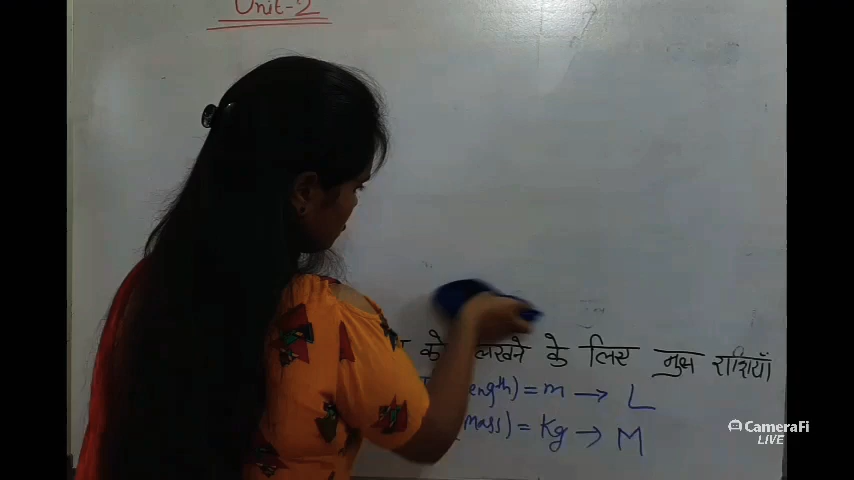 Unit-2
को लिखने के लिए मुख्य राशियाँ
ength) = m → L
(mass) = Kg → M
CameraFi
LIVE